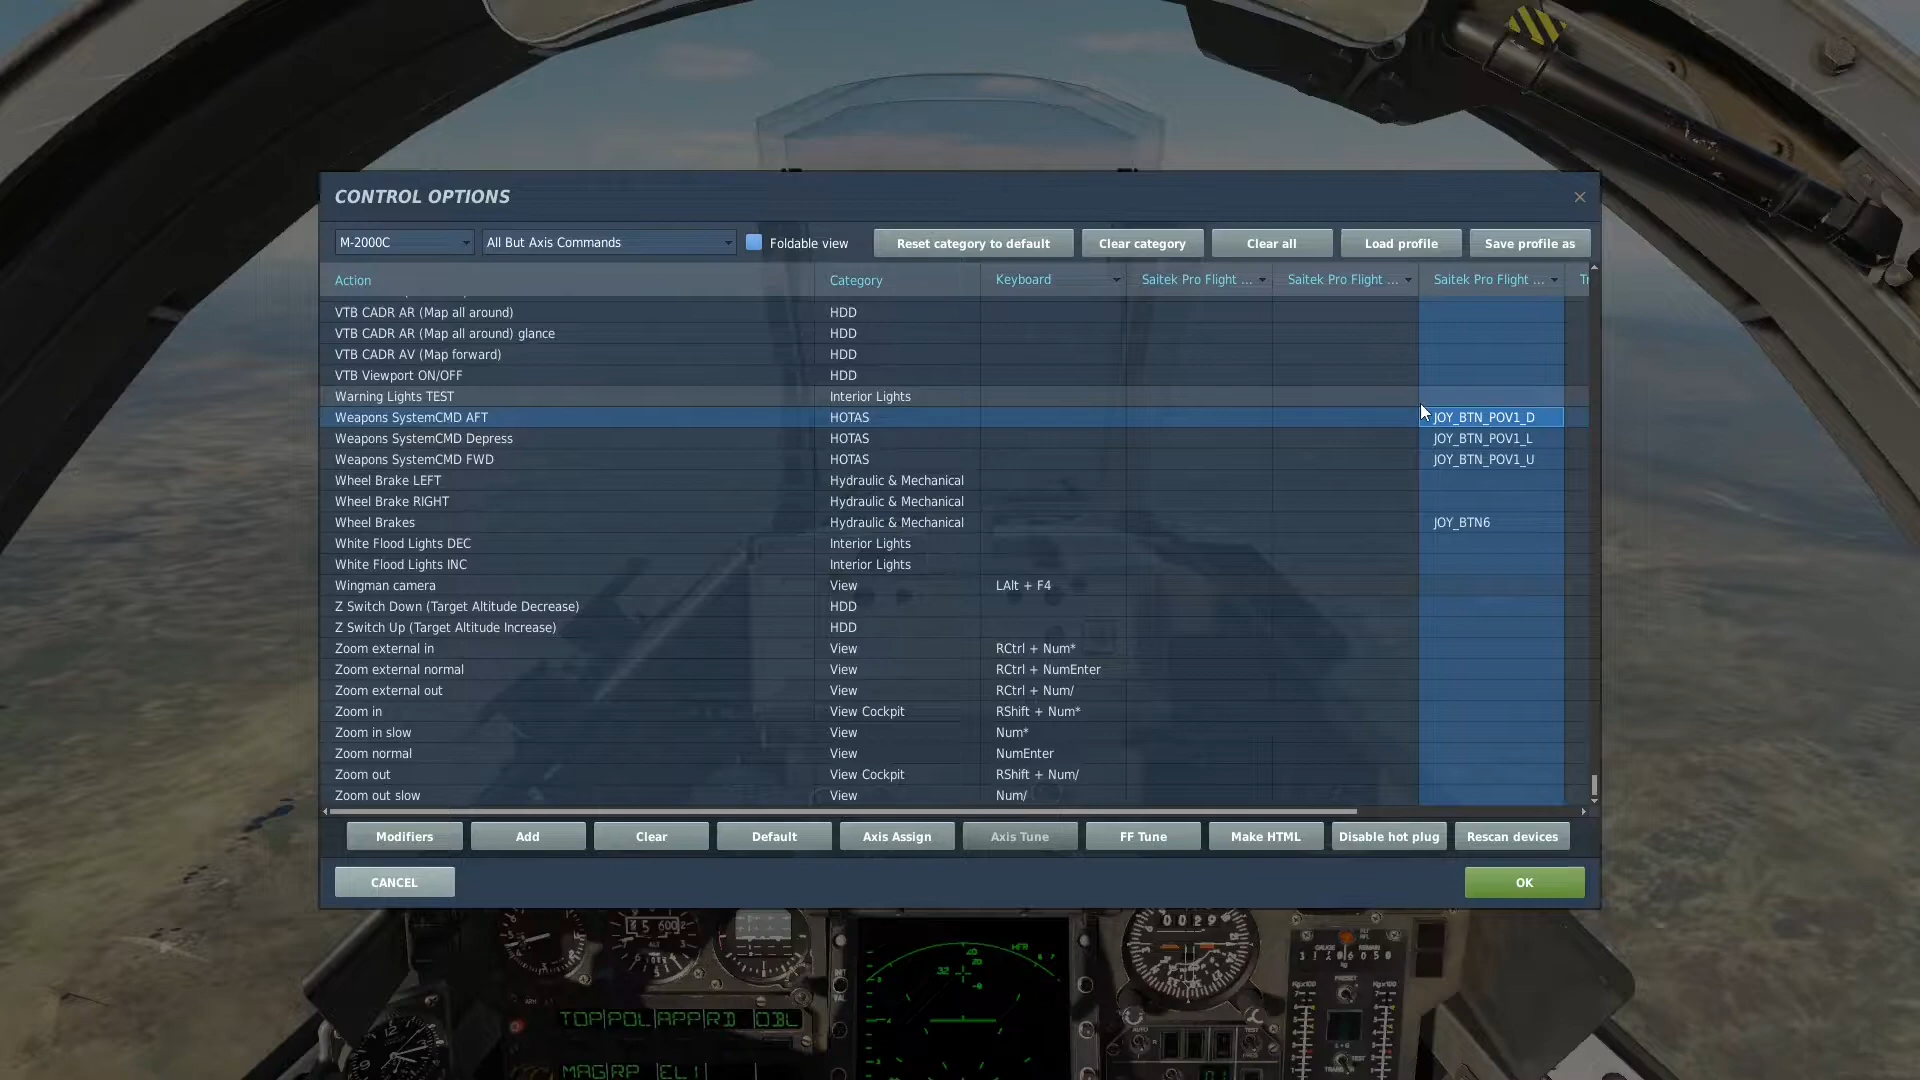 CONTROL OPTIONS
M-2000C All But Axis Commands Foldable view Reset category to default Clear category Clear all Load profile Save profile as
Action Category Keyboard Saitek Pro Flight ... Saitek Pro Flight ... Saitek Pro Flight ...
VTB CADR AR (Map all around) HDD
VTB CADR AR (Map all around) glance HDD
VTB CADR AV (Map forward) HDD
VTB Viewport ON/OFF HDD
Warning Lights TEST Interior Lights
Weapons SystemCMD AFT HOTAS JOY_BTN_POV1_D
Weapons SystemCMD Depress HOTAS JOY_BTN_POV1_L
Weapons SystemCMD FWD HOTAS JOY_BTN_POV1_U
Wheel Brake LEFT Hydraulic & Mechanical
Wheel Brake RIGHT Hydraulic & Mechanical
Wheel Brakes Hydraulic & Mechanical JOY_BTN6
White Flood Lights DEC Interior Lights
White Flood Lights INC Interior Lights
Wingman camera View LAlt + F4
Z Switch Down (Target Altitude Decrease) HDD
Z Switch Up (Target Altitude Increase) HDD
Zoom external in View RCtrl + Num*
Zoom external normal View RCtrl + NumEnter
Zoom external out View RCtrl + Num/
Zoom in View Cockpit RShift + Num*
Zoom in slow View Num*
Zoom normal View NumEnter
Zoom out View Cockpit RShift + Num/
Zoom out slow View Num/
Modifiers Add Clear Default Axis Assign Axis Tune FF Tune Make HTML Disable hot plug Rescan devices
CANCEL OK
TOP POL APP RD OBL
MAG RP EL1